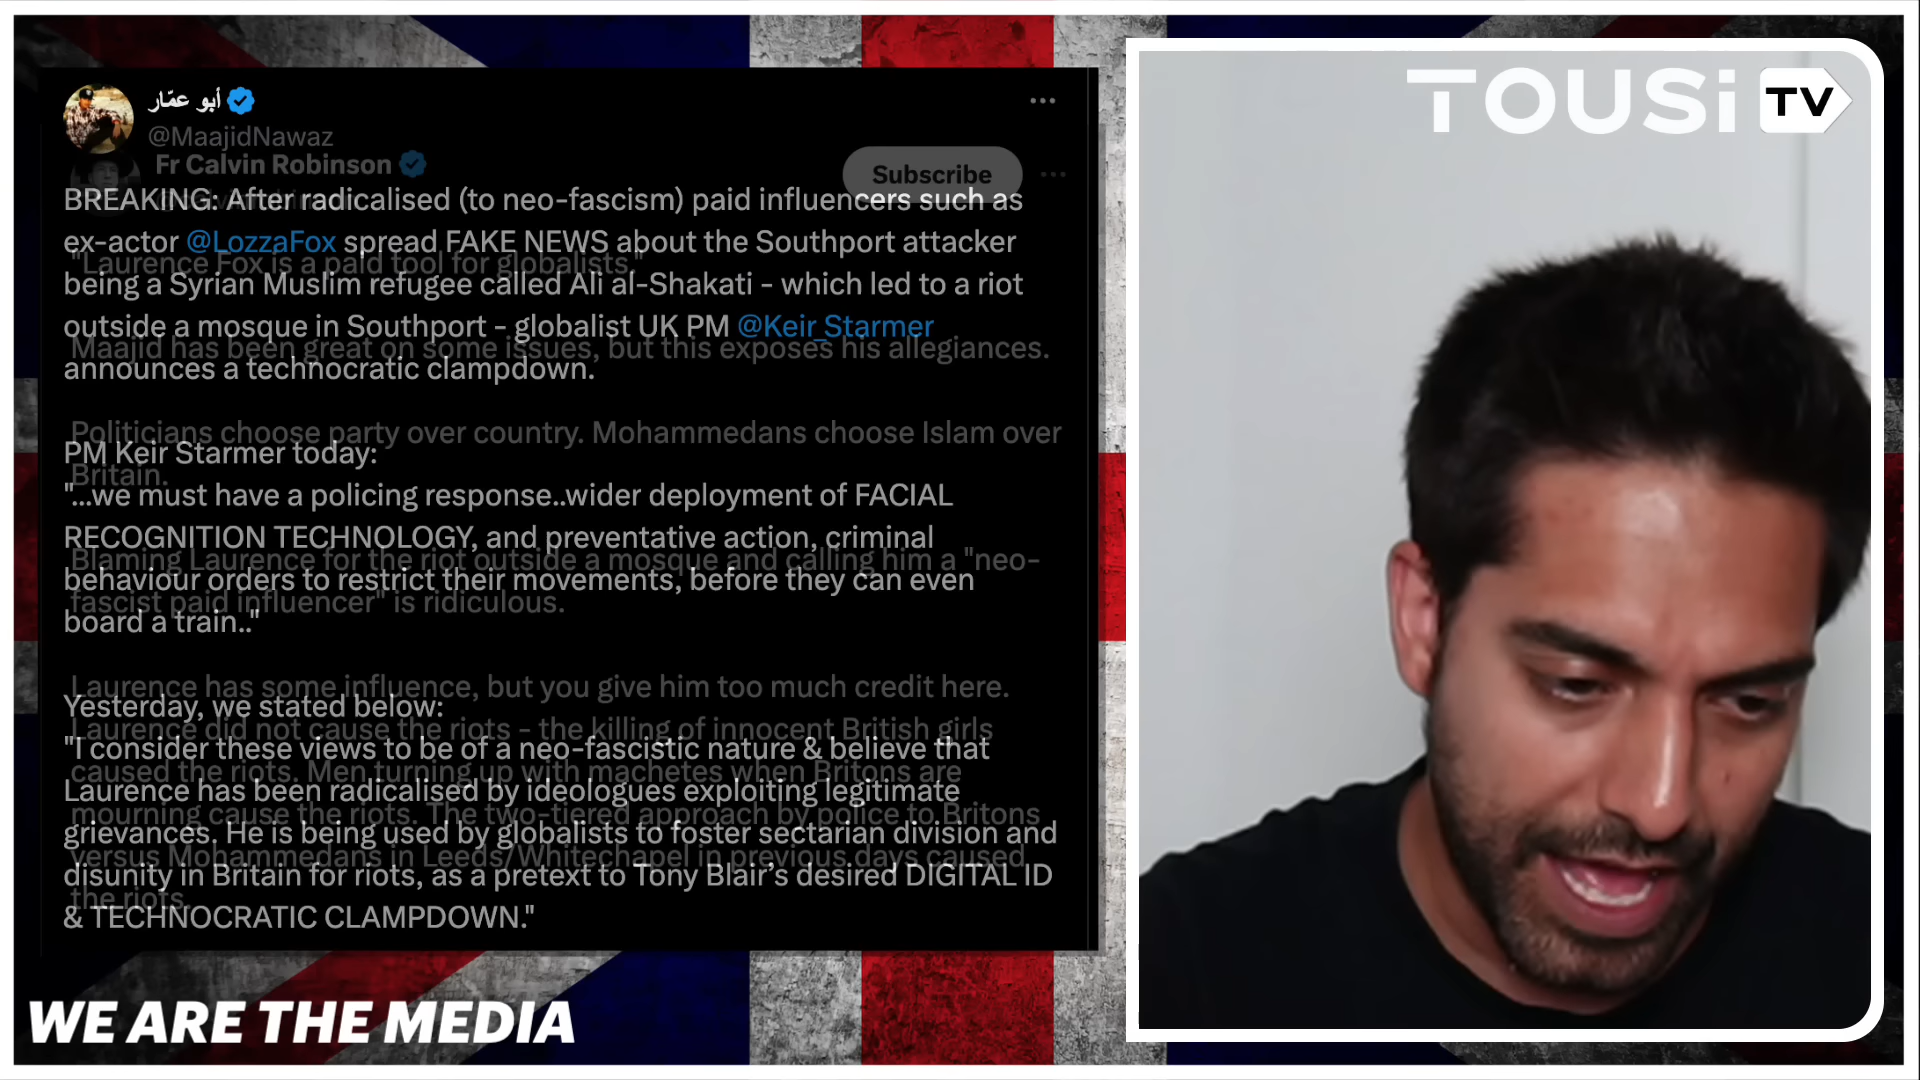 TOUSi TV
أبو عمّار
@MaajidNawaz
BREAKING: After radicalised (to neo-fascism) paid influencers such as
ex-actor @LozzaFox spread FAKE NEWS about the Southport attacker
being a Syrian Muslim refugee called Ali al-Shakati - which led to a riot
outside a mosque in Southport - globalist UK PM @Keir_Starmer
announces a technocratic clampdown.
PM Keir Starmer today:
"...we must have a policing response..wider deployment of FACIAL
RECOGNITION TECHNOLOGY, and preventative action, criminal
behaviour orders to restrict their movements, before they can even
board a train.."
Yesterday, we stated below:
"I consider these views to be of a neo-fascistic nature & believe that
Laurence has been radicalised by ideologues exploiting legitimate
grievances. He is being used by globalists to foster sectarian division and
disunity in Britain for riots, as a pretext to Tony Blair's desired DIGITAL ID
& TECHNOCRATIC CLAMPDOWN."
Fr Calvin Robinson
Subscribe
"Laurence Fox is a paid tool for globalists."
Maajid has been great on some issues, but this exposes his allegiances.
Politicians choose party over country. Mohammedans choose Islam over
Britain.
Blaming Laurence for the riot outside a mosque and calling him a "neo-
fascist paid influencer" is ridiculous.
Laurence has some influence, but you give him too much credit here.
Laurence did not cause the riots - the killing of innocent British girls
caused the riots. Men turning up with machetes when Britons are
mourning cause the riots. The two-tiered approach by police to Britons
versus Mohammedans in Leeds/Whitechapel in previous days caused
the riots.
WE ARE THE MEDIA